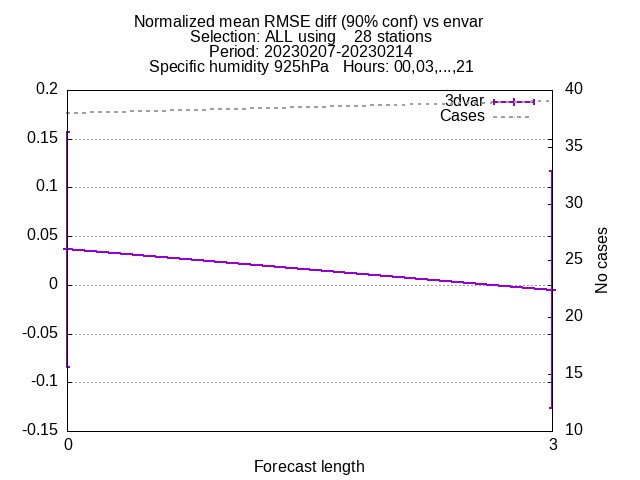 Normalized mean RMSE diff (90% conf) vs envar
Selection: ALL using    28 stations
Period: 20230207-20230214
Specific humidity 925hPa   Hours: 00,03,...,21
0.2
0.15
0.1
0.05
0
-0.05
-0.1
-0.15
3dvar
Cases
40
35
30
25
20
15
10
No cases
0
3
Forecast length